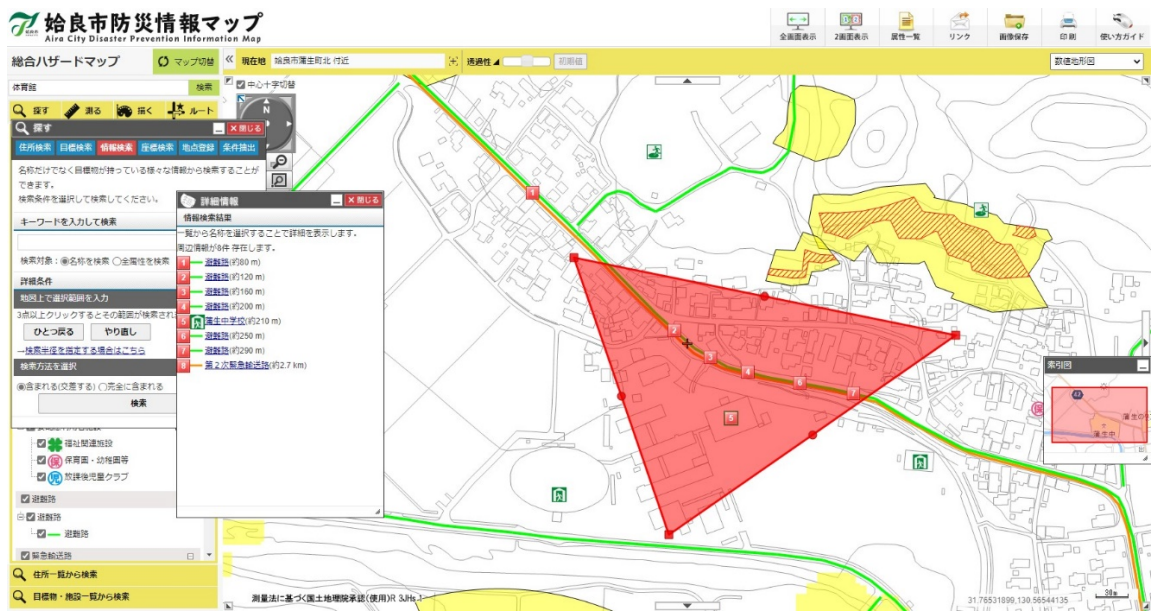 姶良市防災情報マップ
Aira City Disaster Prevention Information Map
全画面表示
2画面表示
属性一覧
リンク
画像保存
印刷
使い方ガイド
総合ハザードマップ
マップ切替
現在地 姶良市蒲生町北 付近
透過性
初期値
数値地形図
体育館
検索
中心十字切替
探す
測る
描く
ルート
探す
閉じる
住所検索
目標検索
情報検索
座標検索
地点登録
条件抽出
名称だけでなく目標物が持っている様々な情報から検索することができます。
検索条件を選択して検索してください。
キーワードを入力して検索
検索対象:◉名称を検索 ○全属性を検索
詳細条件
地図上で選択範囲を入力
3点以上クリックするとその範囲が検索され
ひとつ戻る
やり直し
→検索半径を指定する場合はこちら
検索方法を選択
◉含まれる(交差する) ○完全に含まれる
検索
詳細情報
閉じる
情報検索結果
一覧から名称を選択することで詳細を表示します。
周辺情報が8件 存在します。
1 避難路(約80 m)
2 避難路(約120 m)
3 避難路(約160 m)
4 避難路(約200 m)
5 蒲生中学校(約210 m)
6 避難路(約250 m)
7 避難路(約290 m)
8 第2次緊急輸送路(約2.7 km)
福祉関連施設
保 保育園・幼稚園等
児 放課後児童クラブ
避難路
避難路
避難路
緊急輸送路
住所一覧から検索
目標物・施設一覧から検索
N
1
2
3
4
6
7
5
保
索引図
42
蒲生中
測量法に基づく国土地理院承認(使用)R 3JHs
31.76531899,130.56544135
30m